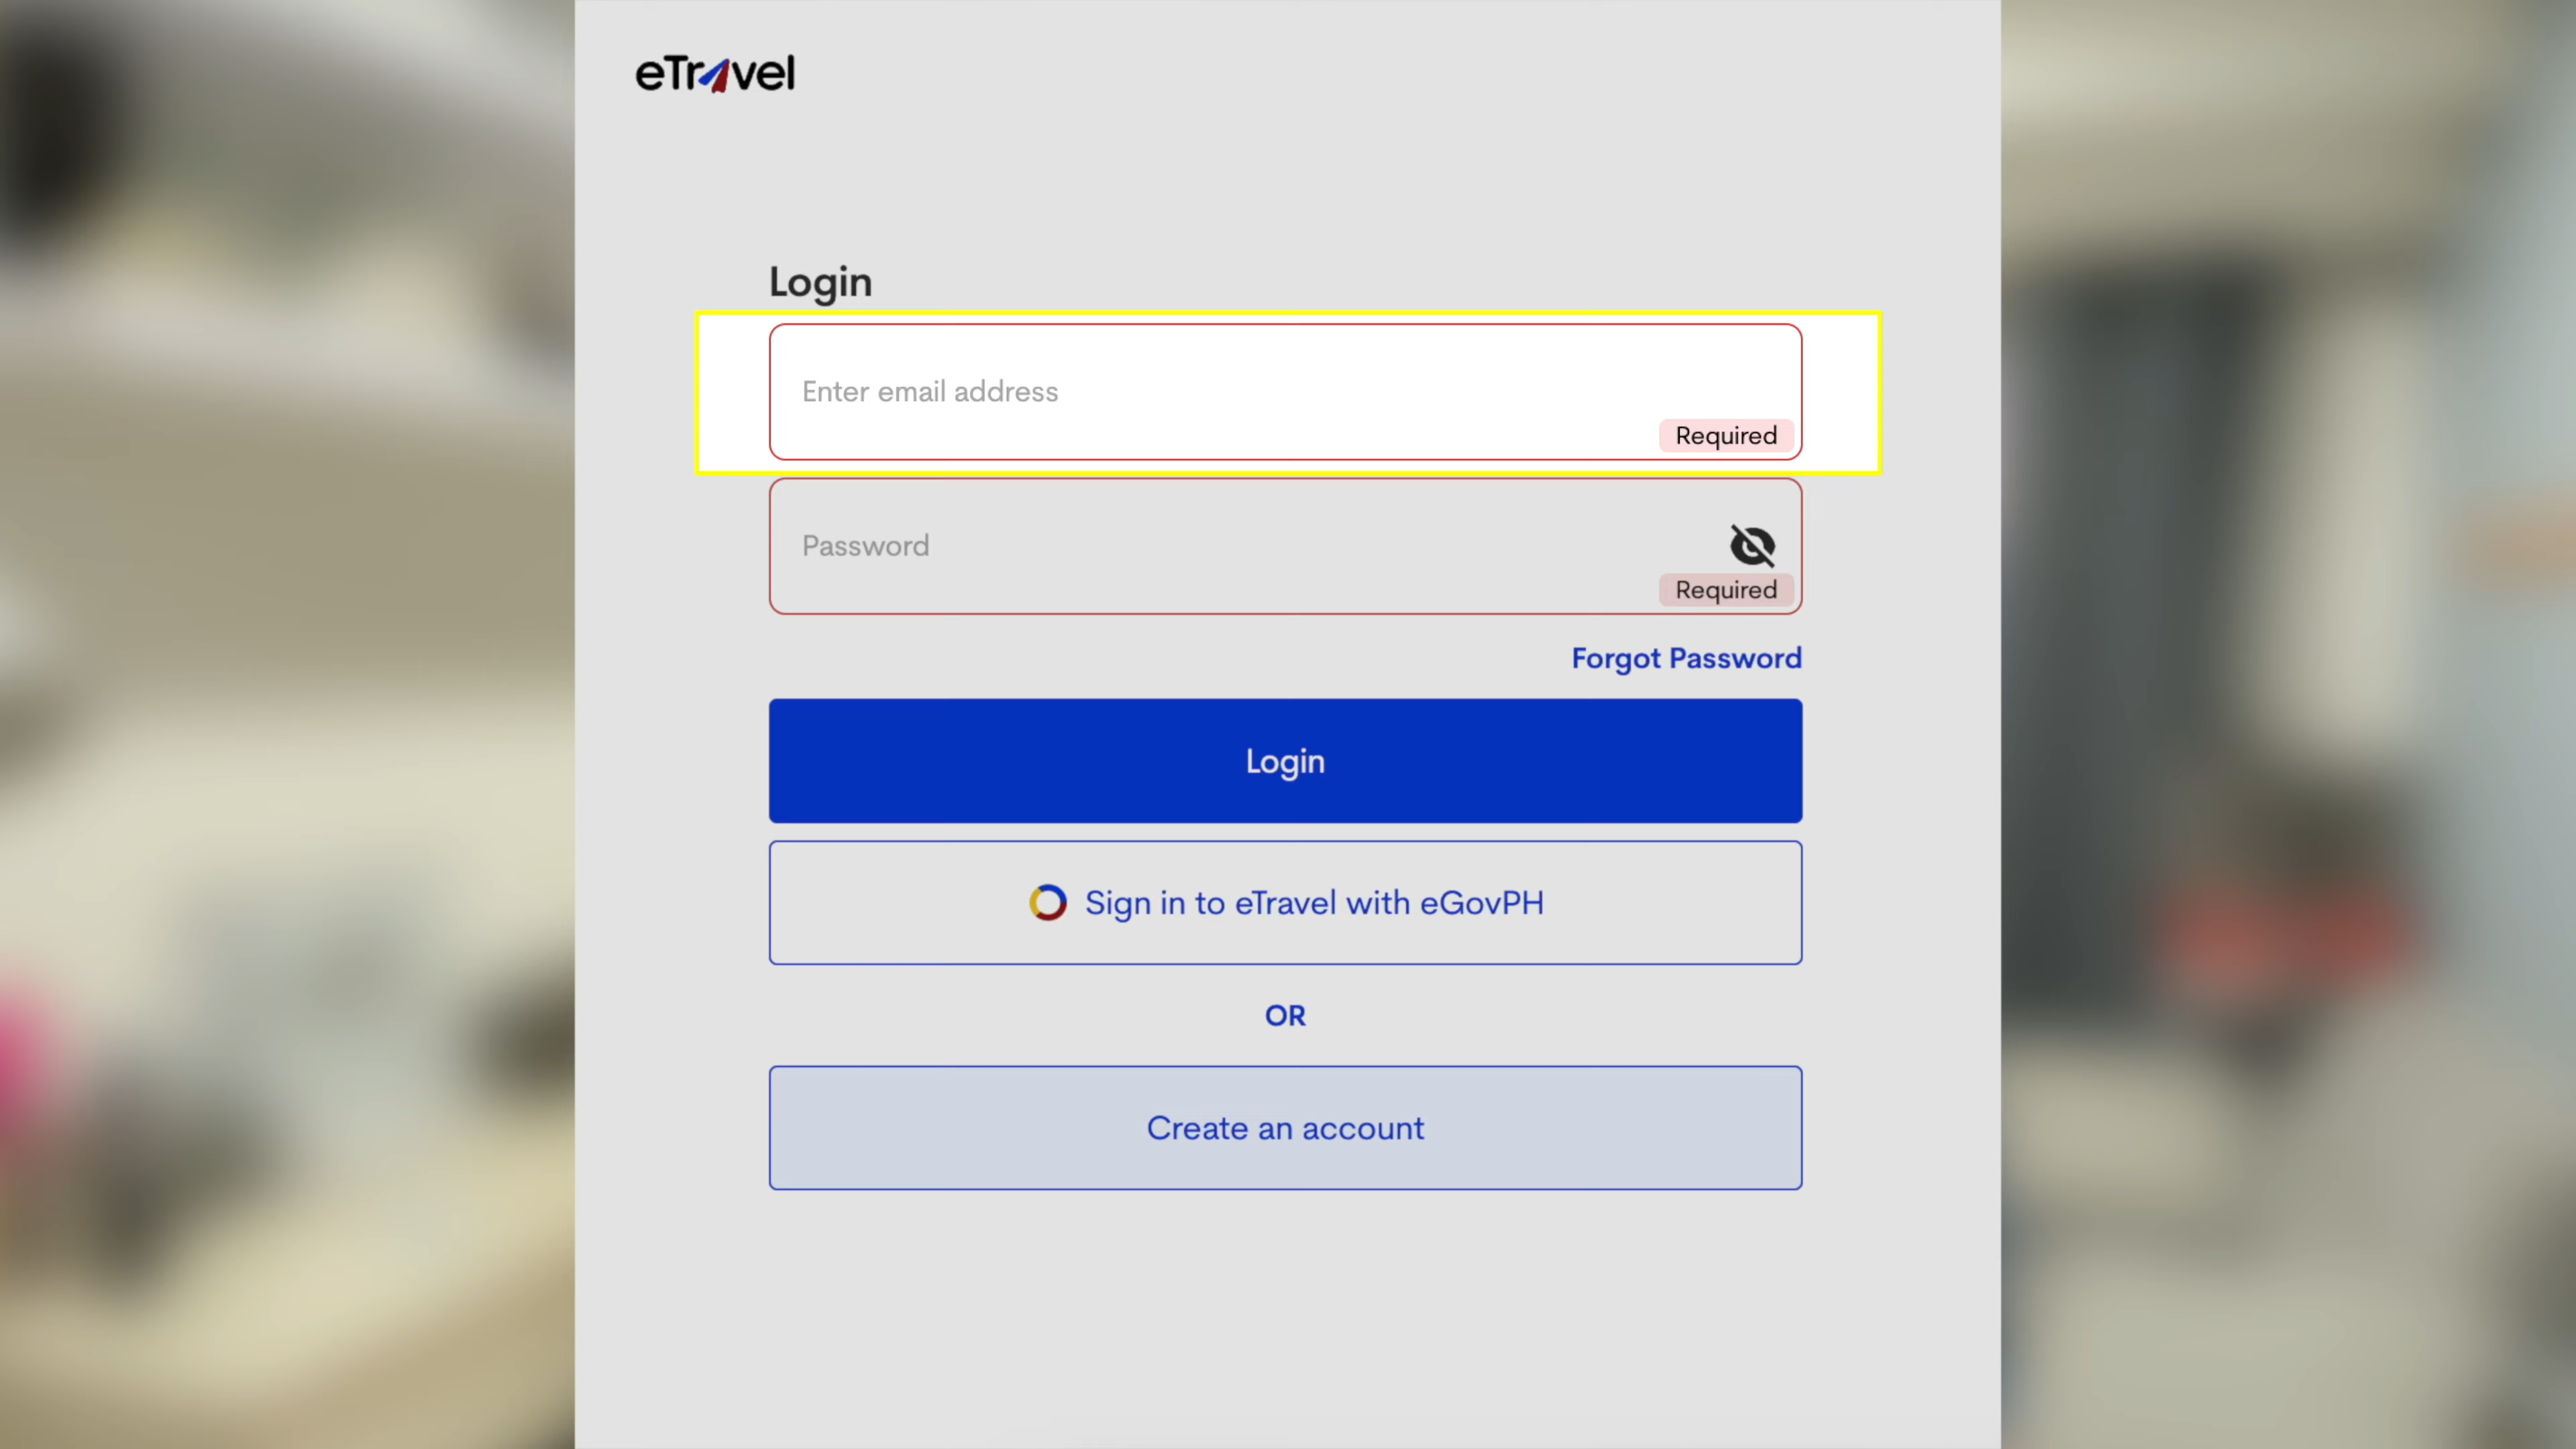 eTravel
Login
Enter email address
Required
Password
Required
Forgot Password
Login
Sign in to eTravel with eGovPH
OR
Create an account